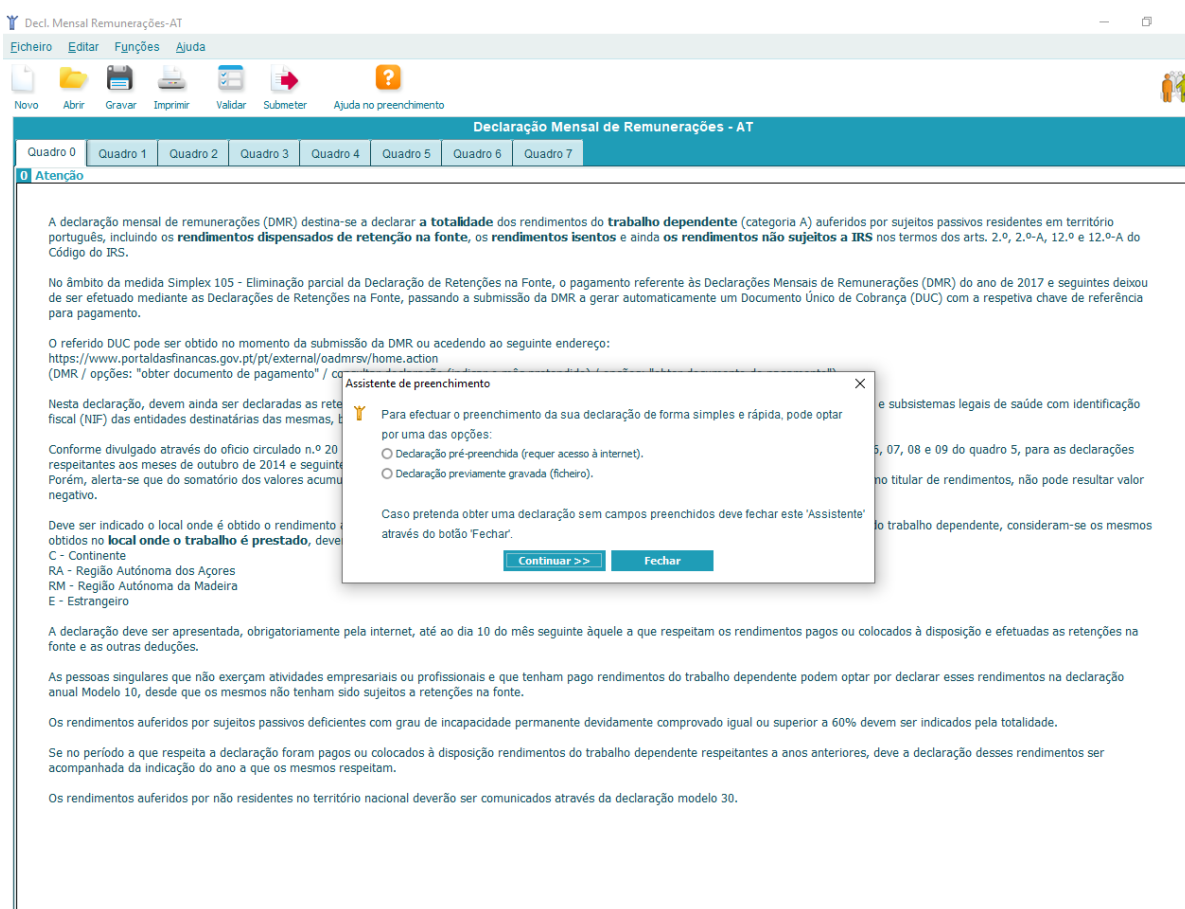 Decl. Mensal Remunerações-AT
Ficheiro Editar Funções Ajuda
Novo Abrir Gravar Imprimir Validar Submeter Ajuda no preenchimento
Declaração Mensal de Remunerações - AT
Quadro 0 Quadro 1 Quadro 2 Quadro 3 Quadro 4 Quadro 5 Quadro 6 Quadro 7
0 Atenção
A declaração mensal de remunerações (DMR) destina-se a declarar a totalidade dos rendimentos do trabalho dependente (categoria A) auferidos por sujeitos passivos residentes em território
português, incluindo os rendimentos dispensados de retenção na fonte, os rendimentos isentos e ainda os rendimentos não sujeitos a IRS nos termos dos arts. 2.º, 2.º-A, 12.º e 12.º-A do
Código do IRS.
No âmbito da medida Simplex 105 - Eliminação parcial da Declaração de Retenções na Fonte, o pagamento referente às Declarações Mensais de Remunerações (DMR) do ano de 2017 e seguintes deixou
de ser efetuado mediante as Declarações de Retenções na Fonte, passando a submissão da DMR a gerar automaticamente um Documento Único de Cobrança (DUC) com a respetiva chave de referência
para pagamento.
O referido DUC pode ser obtido no momento da submissão da DMR ou acedendo ao seguinte endereço:
https://www.portaldasfinancas.gov.pt/pt/external/oadmrsv/home.action
(DMR / opções: "obter documento de pagamento" /
Nesta declaração, devem ainda ser declaradas as e subsistemas legais de saúde com identificação
fiscal (NIF) das entidades destinatárias das mesmas,
Conforme divulgado através do oficio circulado n.º 20 , 07, 08 e 09 do quadro 5, para as declarações
respeitantes aos meses de outubro de 2014 e
Porém, alerta-se que do somatório dos valores titular de rendimentos, não pode resultar valor
negativo.
Deve ser indicado o local onde é obtido o rendimento do trabalho dependente, consideram-se os mesmos
obtidos no local onde o trabalho é prestado,
C - Continente
RA - Região Autónoma dos Açores
RM - Região Autónoma da Madeira
E - Estrangeiro
Assistente de preenchimento
Para efectuar o preenchimento da sua declaração de forma simples e rápida, pode optar
por uma das opções:
Declaração pré-preenchida (requer acesso à internet).
Declaração previamente gravada (ficheiro).
Caso pretenda obter uma declaração sem campos preenchidos deve fechar este 'Assistente'
através do botão 'Fechar'.
Continuar >> Fechar
A declaração deve ser apresentada, obrigatoriamente pela internet, até ao dia 10 do mês seguinte àquele a que respeitam os rendimentos pagos ou colocados à disposição e efetuadas as retenções na
fonte e as outras deduções.
As pessoas singulares que não exerçam atividades empresariais ou profissionais e que tenham pago rendimentos do trabalho dependente podem optar por declarar esses rendimentos na declaração
anual Modelo 10, desde que os mesmos não tenham sido sujeitos a retenções na fonte.
Os rendimentos auferidos por sujeitos passivos deficientes com grau de incapacidade permanente devidamente comprovado igual ou superior a 60% devem ser indicados pela totalidade.
Se no período a que respeita a declaração foram pagos ou colocados à disposição rendimentos do trabalho dependente respeitantes a anos anteriores, deve a declaração desses rendimentos ser
acompanhada da indicação do ano a que os mesmos respeitam.
Os rendimentos auferidos por não residentes no território nacional deverão ser comunicados através da declaração modelo 30.